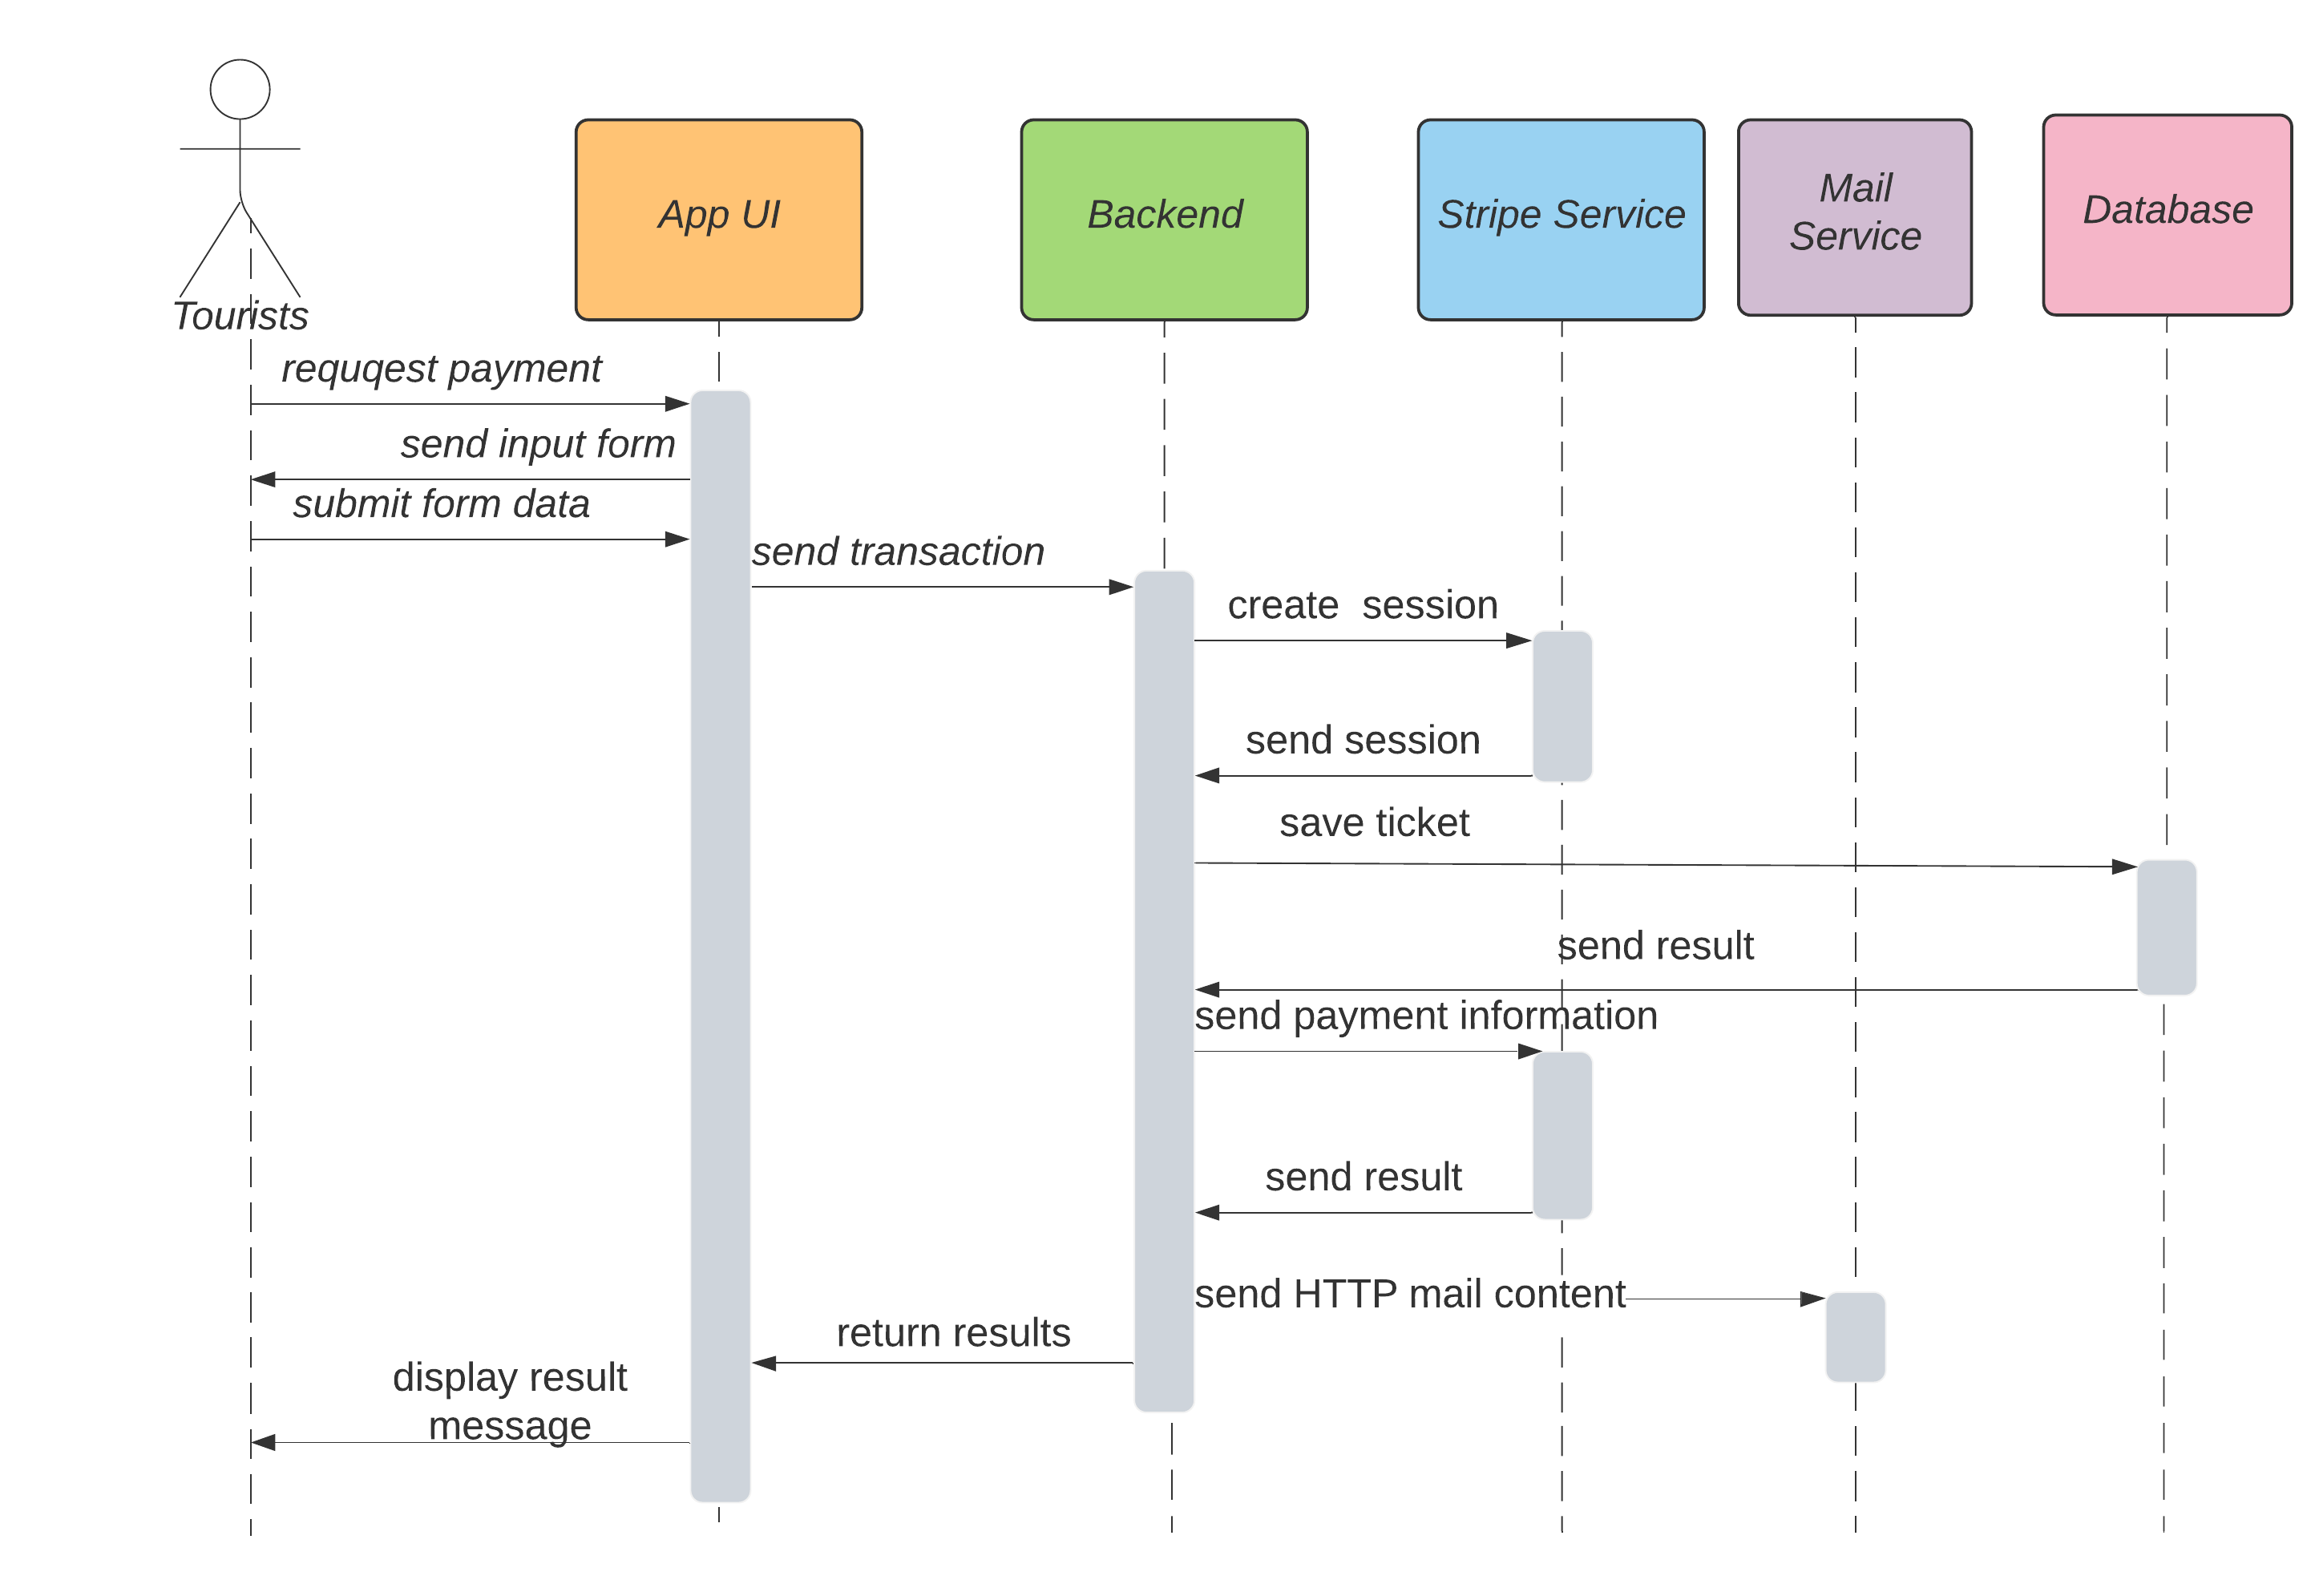 App UI
Backend
Stripe Service
Mail
Service
Database
Tourists
requqest payment
send input form
submit form data
send transaction
create  session
send session
save ticket
send result
send payment information
send result
send HTTP mail content
return results
display result
message